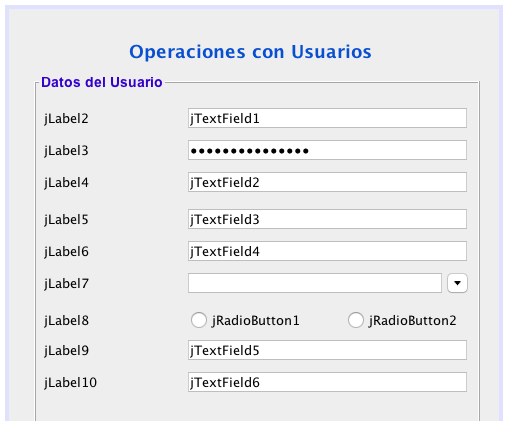 Operaciones con Usuarios
Datos del Usuario
jLabel2 jTextField1
jLabel3 •••••••••••••••
jLabel4 jTextField2
jLabel5 jTextField3
jLabel6 jTextField4
jLabel7
jLabel8 jRadioButton1 jRadioButton2
jLabel9 jTextField5
jLabel10 jTextField6